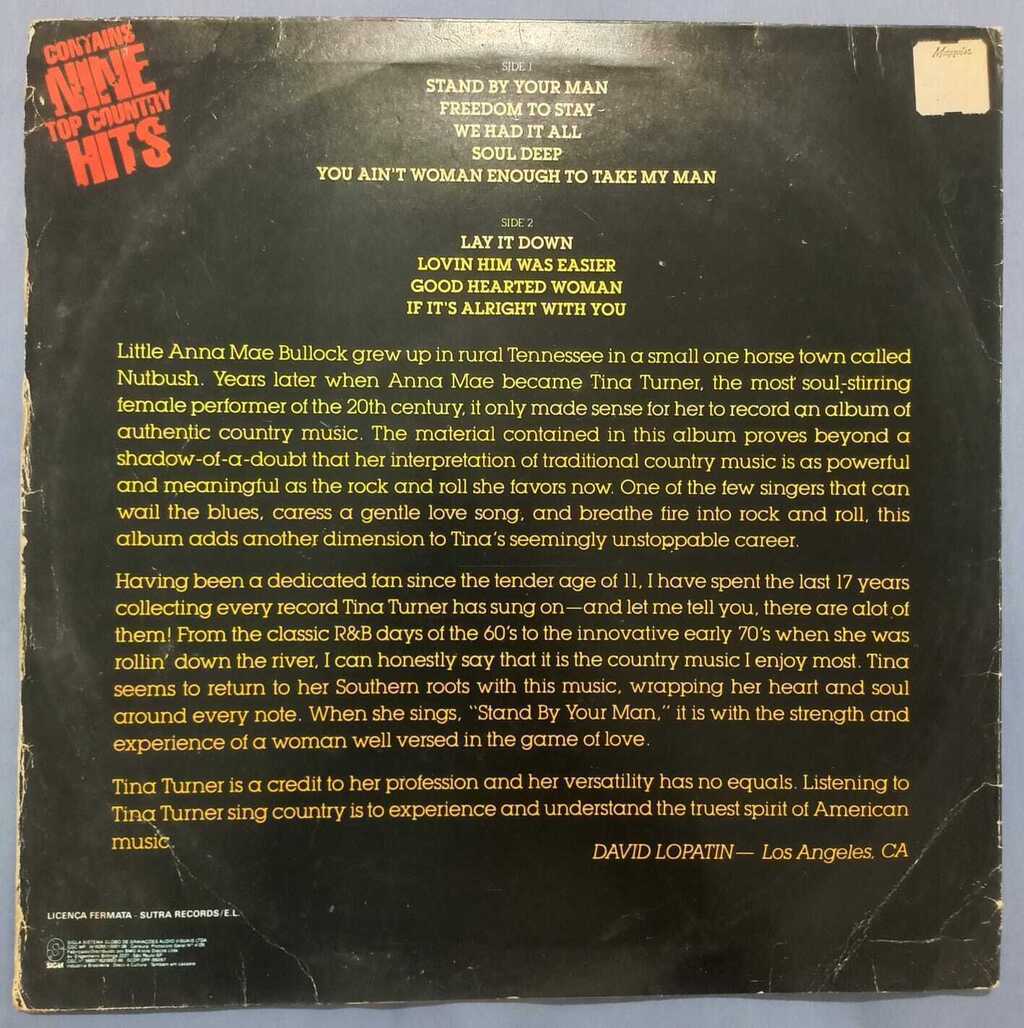 CONTAINS
NINE
TOP COUNTRY
HITS
SIDE 1
STAND BY YOUR MAN
FREEDOM TO STAY
WE HAD IT ALL
SOUL DEEP
YOU AIN'T WOMAN ENOUGH TO TAKE MY MAN
SIDE 2
LAY IT DOWN
LOVIN HIM WAS EASIER
GOOD HEARTED WOMAN
IF IT'S ALRIGHT WITH YOU
Little Anna Mae Bullock grew up in rural Tennessee in a small one horse town called
Nutbush. Years later when Anna Mae became Tina Turner, the most soul-stirring
female performer of the 20th century, it only made sense for her to record an album of
authentic country music. The material contained in this album proves beyond a
shadow-of-a-doubt that her interpretation of traditional country music is as powerful
and meaningful as the rock and roll she favors now. One of the few singers that can
wail the blues, caress a gentle love song, and breathe fire into rock and roll, this
album adds another dimension to Tina's seemingly unstoppable career.
Having been a dedicated fan since the tender age of 11, I have spent the last 17 years
collecting every record Tina Turner has sung on—and let me tell you, there are alot of
them! From the classic R&B days of the 60's to the innovative early 70's when she was
rollin' down the river, I can honestly say that it is the country music I enjoy most. Tina
seems to return to her Southern roots with this music, wrapping her heart and soul
around every note. When she sings, "Stand By Your Man," it is with the strength and
experience of a woman well versed in the game of love.
Tina Turner is a credit to her profession and her versatility has no equals. Listening to
Tina Turner sing country is to experience and understand the truest spirit of American
music.
DAVID LOPATIN— Los Angeles, CA
LICENÇA FERMATA - SUTRA RECORDS/E.L.
SIGLA SISTEMA GLOBO DE GRAVAÇÕES AUDIO VISUAIS LTDA
Indústria Brasileira - Disco é Cultura - Também em cassete